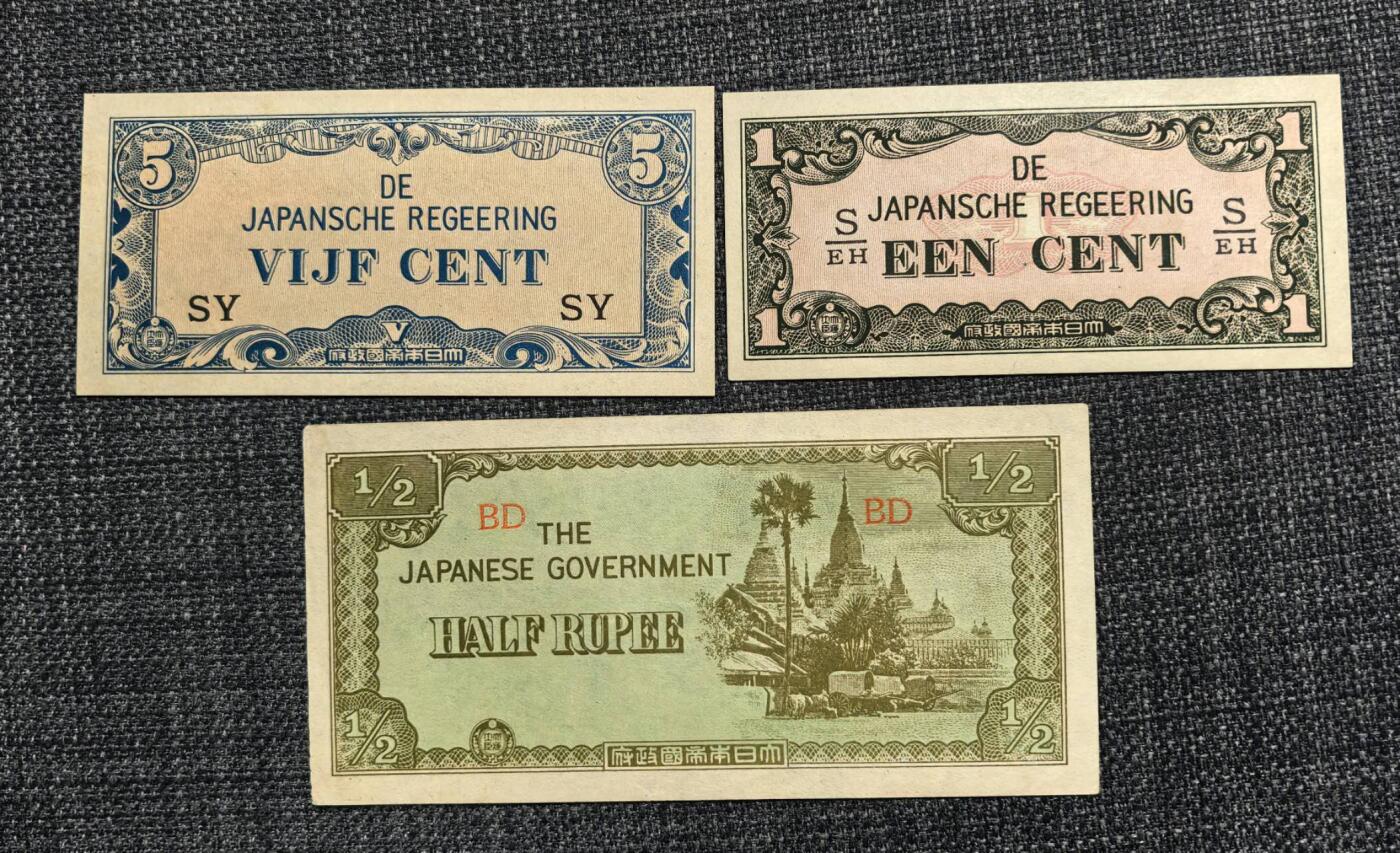 5 5
DE
JAPANSCHE REGEERING
VIJF CENT
SY SY
V
大日本帝國政府
1 1
DE
JAPANSCHE REGEERING
S/EH S/EH
EEN CENT
1
1 1
大日本帝國政府
1/2 1/2
BD BD
THE
JAPANESE GOVERNMENT
HALF RUPEE
1/2 1/2
大日本帝國政府